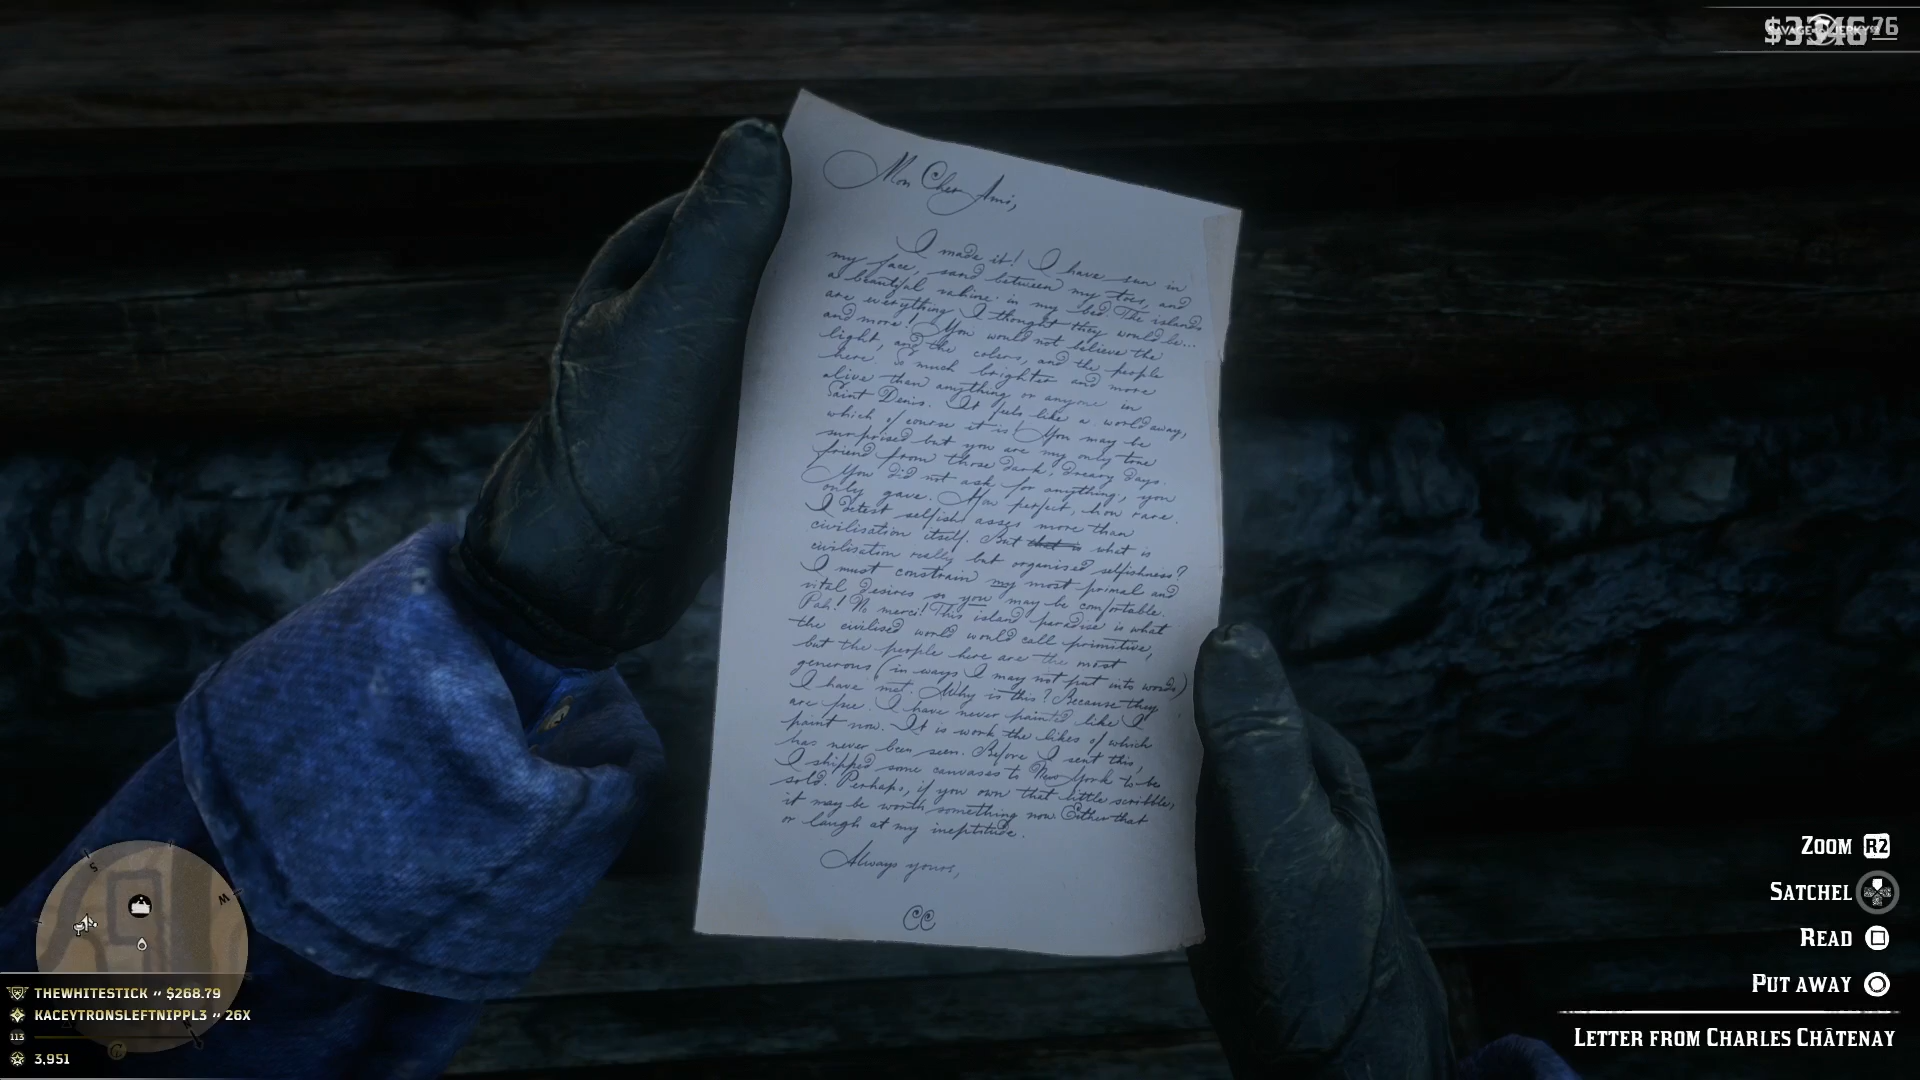 $3346.76
Mon Cher Ami,
I made it! I have sun in
my face, sand between my toes, and
a beautiful vahine in my bed. The islands
are everything I thought they would be...
and more! You would not believe the
light, and the colors, and the people
here. So much brighter and more
alive than anything or anyone in
Saint Denis. It feels like a world away,
which of course it is! You may be
surprised but you are my only true
friend from those dark, dreary days.
You did not ask for anything, you
only gave. How perfect, how rare.
I detest selfish asses more than
civilisation itself. But that is what is
civilisation really but organised selfishness?
I must constrain my most primal and
vital desires so you may be comfortable.
Pah! No merci! This island paradise is what
the civilised world would call primitive,
but the people here are the most
generous (in ways I may not put into words)
I have met. Why is this? Because they
are free. I have never painted like I
paint now. It is work the likes of which
has never been seen. Before I sent this,
I shipped some canvases to New York to be
sold. Perhaps, if you own that little scribble,
it may be worth something now. Either that
or laugh at my ineptitude.
Always yours,
CC
S
W
THEWHITESTICK ,, $268.79
KACEYTRONSLEFTNIPPL3 ,, 26X
113
3,951
ZOOM R2
SATCHEL
READ
PUT AWAY
LETTER FROM CHARLES CHÂTENAY